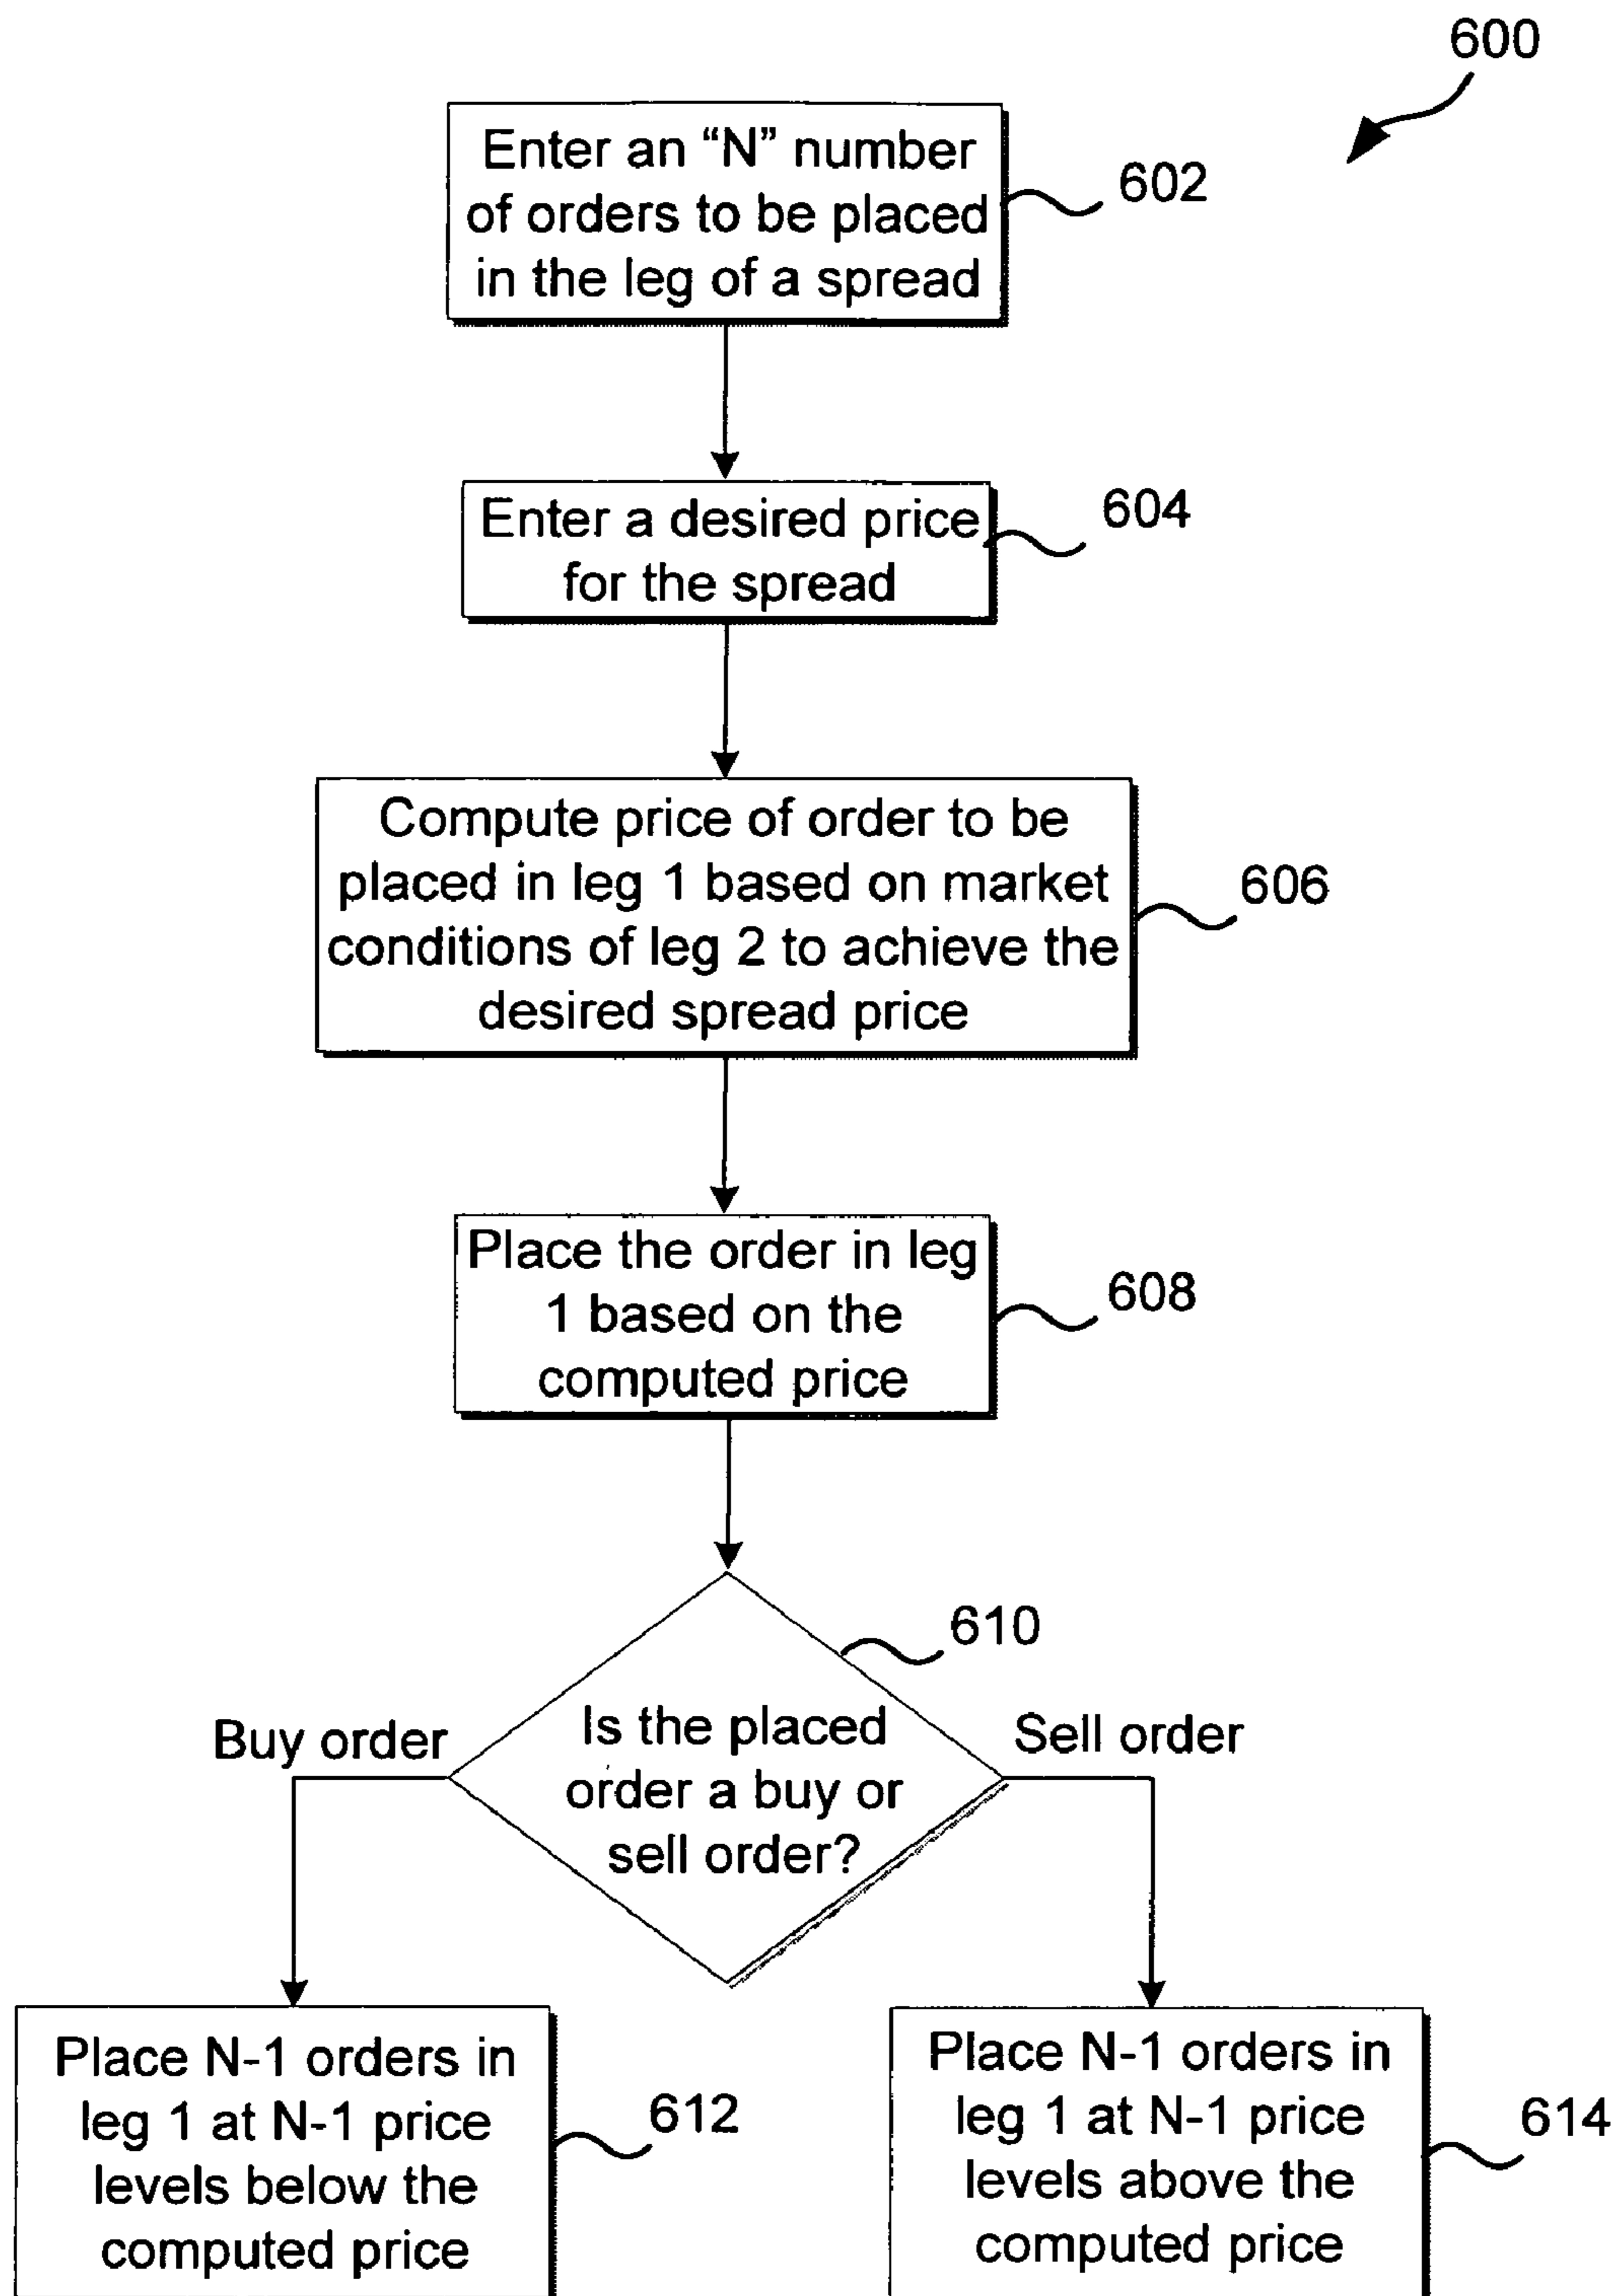 600
Enter an “N” number
of orders to be placed
in the leg of a spread
602
Enter a desired price
for the spread
604
Compute price of order to be
placed in leg 1 based on market
conditions of leg 2 to achieve the
desired spread price
606
Place the order in leg
1 based on the
computed price
608
610
Is the placed
order a buy or
sell order?
Buy order
Sell order
Place N-1 orders in
leg 1 at N-1 price
levels below the
computed price
612
Place N-1 orders in
leg 1 at N-1 price
levels above the
computed price
614